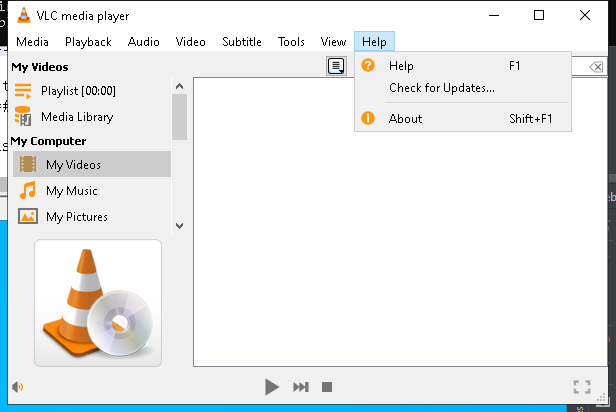 VLC media player
Media Playback Audio Video Subtitle Tools View Help
My Videos
Playlist [00:00]
Media Library
My Computer
My Videos
My Music
My Pictures
Help F1
Check for Updates...
About Shift+F1